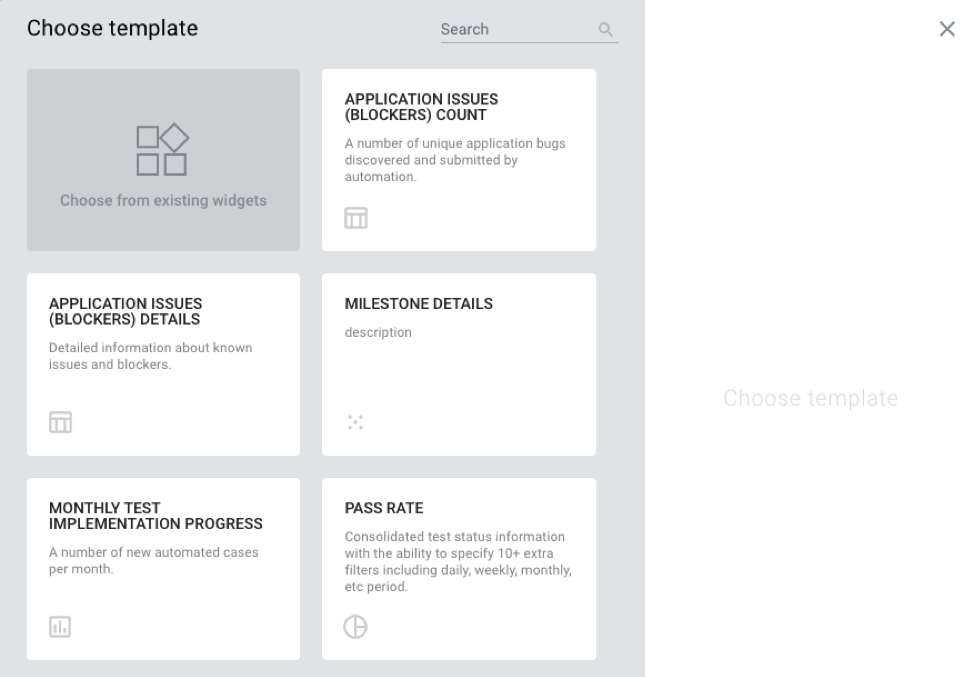 Choose template
Search
Choose from existing widgets
APPLICATION ISSUES
(BLOCKERS) COUNT
A number of unique application bugs
discovered and submitted by
automation.
APPLICATION ISSUES
(BLOCKERS) DETAILS
Detailed information about known
issues and blockers.
MILESTONE DETAILS
description
MONTHLY TEST
IMPLEMENTATION PROGRESS
A number of new automated cases
per month.
PASS RATE
Consolidated test status information
with the ability to specify 10+ extra
filters including daily, weekly, monthly,
etc period.
Choose template